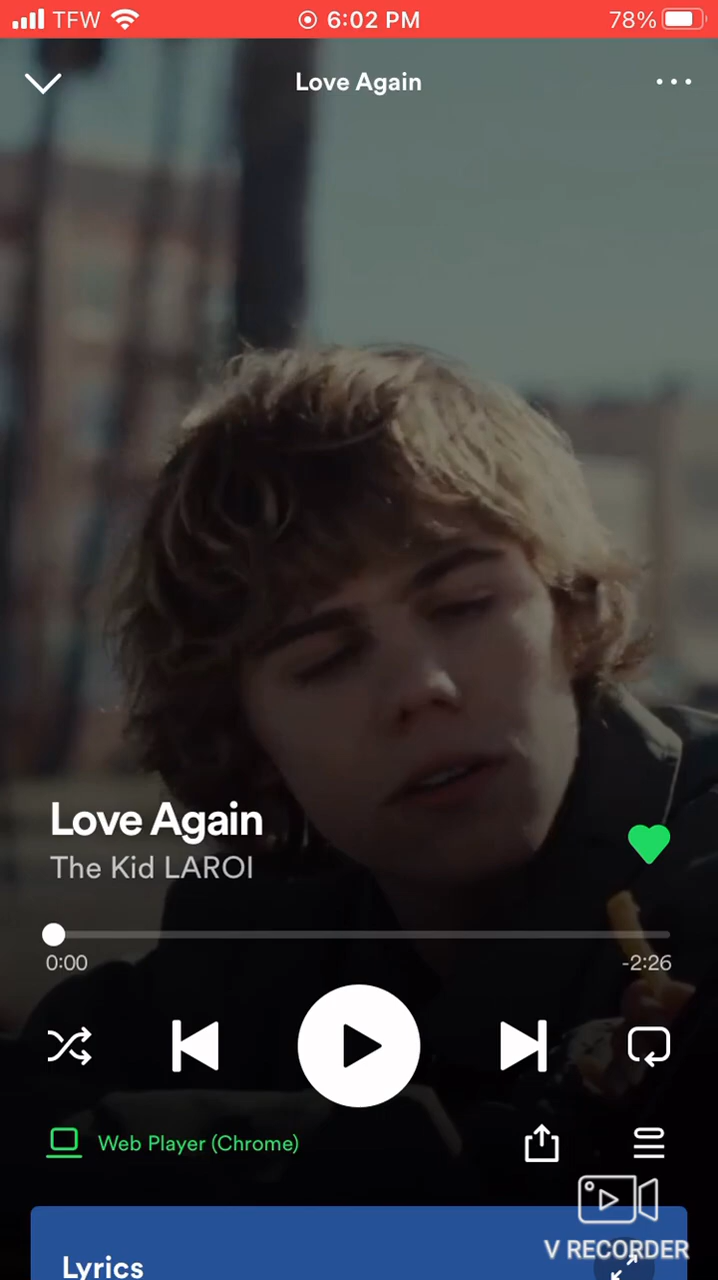 TFW 6:02 PM 78%
Love Again
Love Again
The Kid LAROI
0:00 -2:26
Web Player (Chrome)
V RECORDER
Lyrics